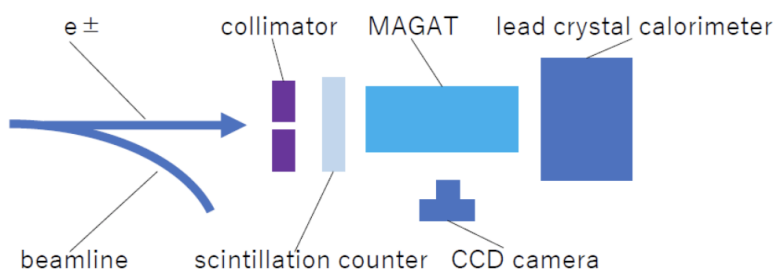 e±
collimator
MAGAT
lead crystal calorimeter
beamline
scintillation counter
CCD camera